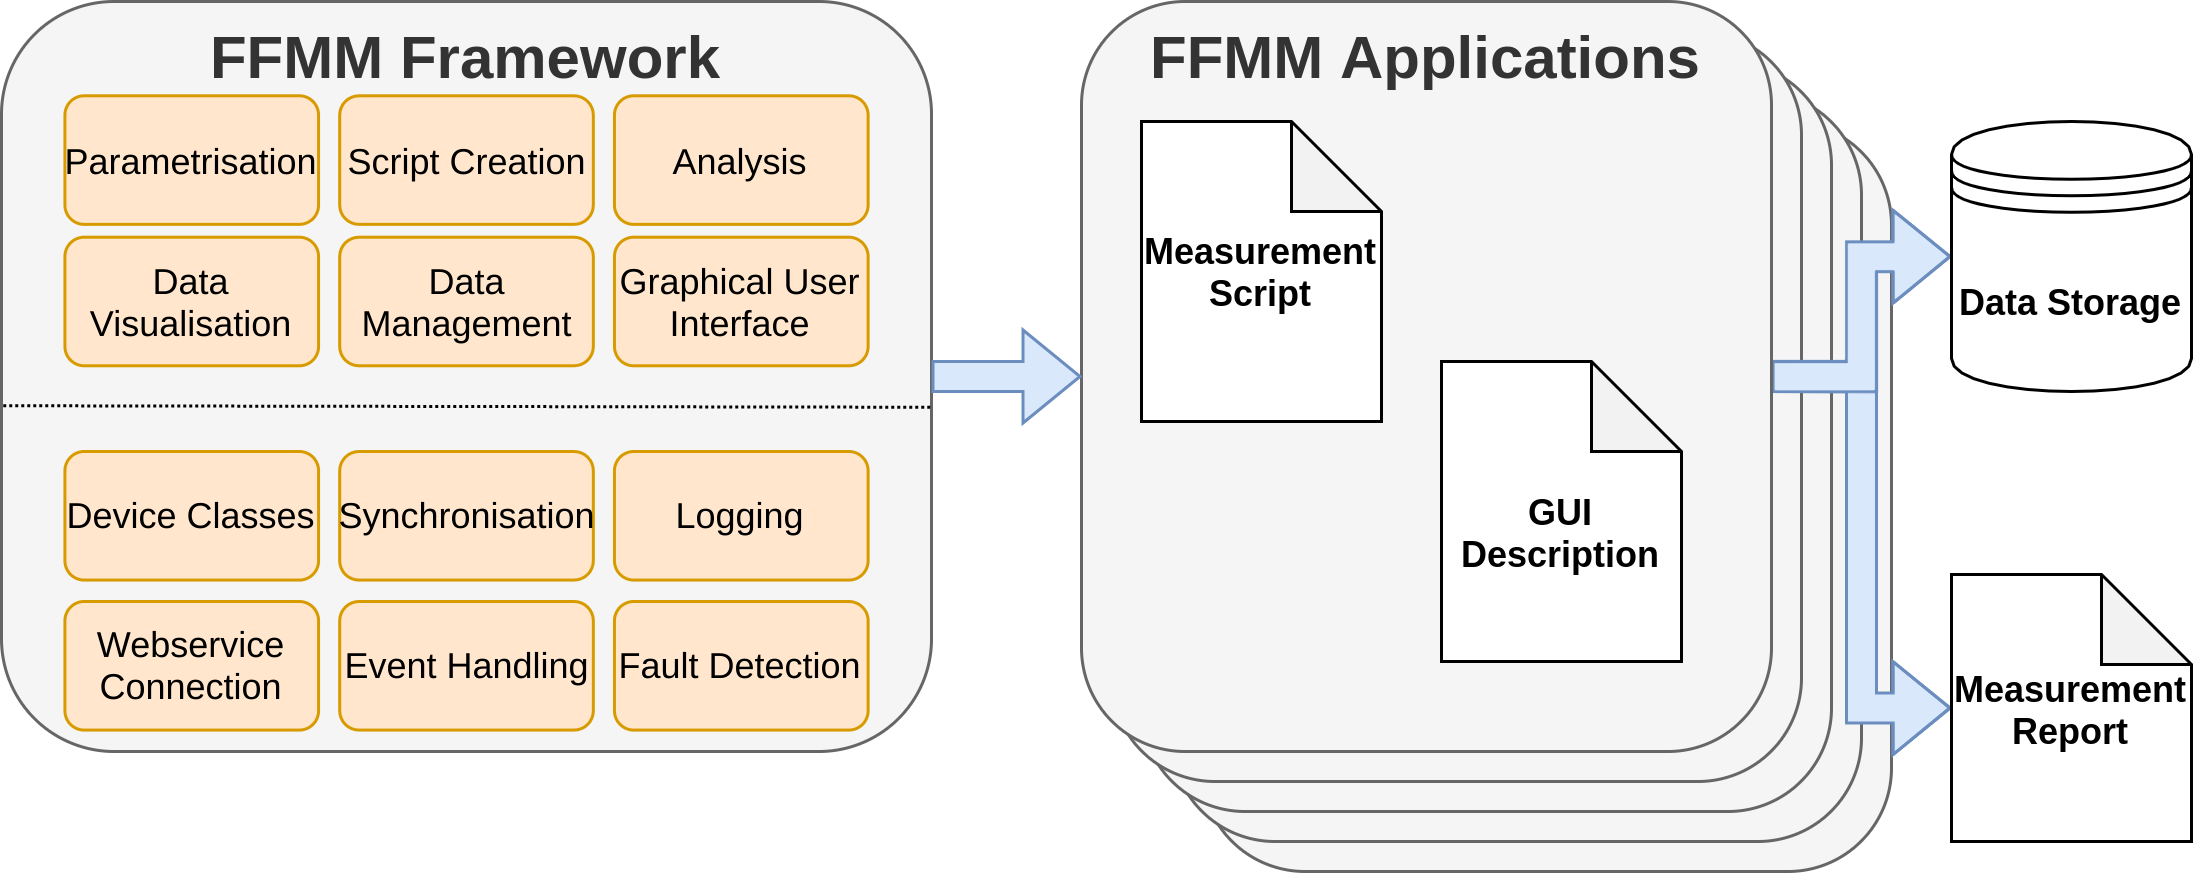 FFMM Framework
Parametrisation
Script Creation
Analysis
Data
Visualisation
Data
Management
Graphical User
Interface
Device Classes
Synchronisation
Logging
Webservice
Connection
Event Handling
Fault Detection
FFMM Applications
Measurement
Script
GUI
Description
Data Storage
Measurement
Report